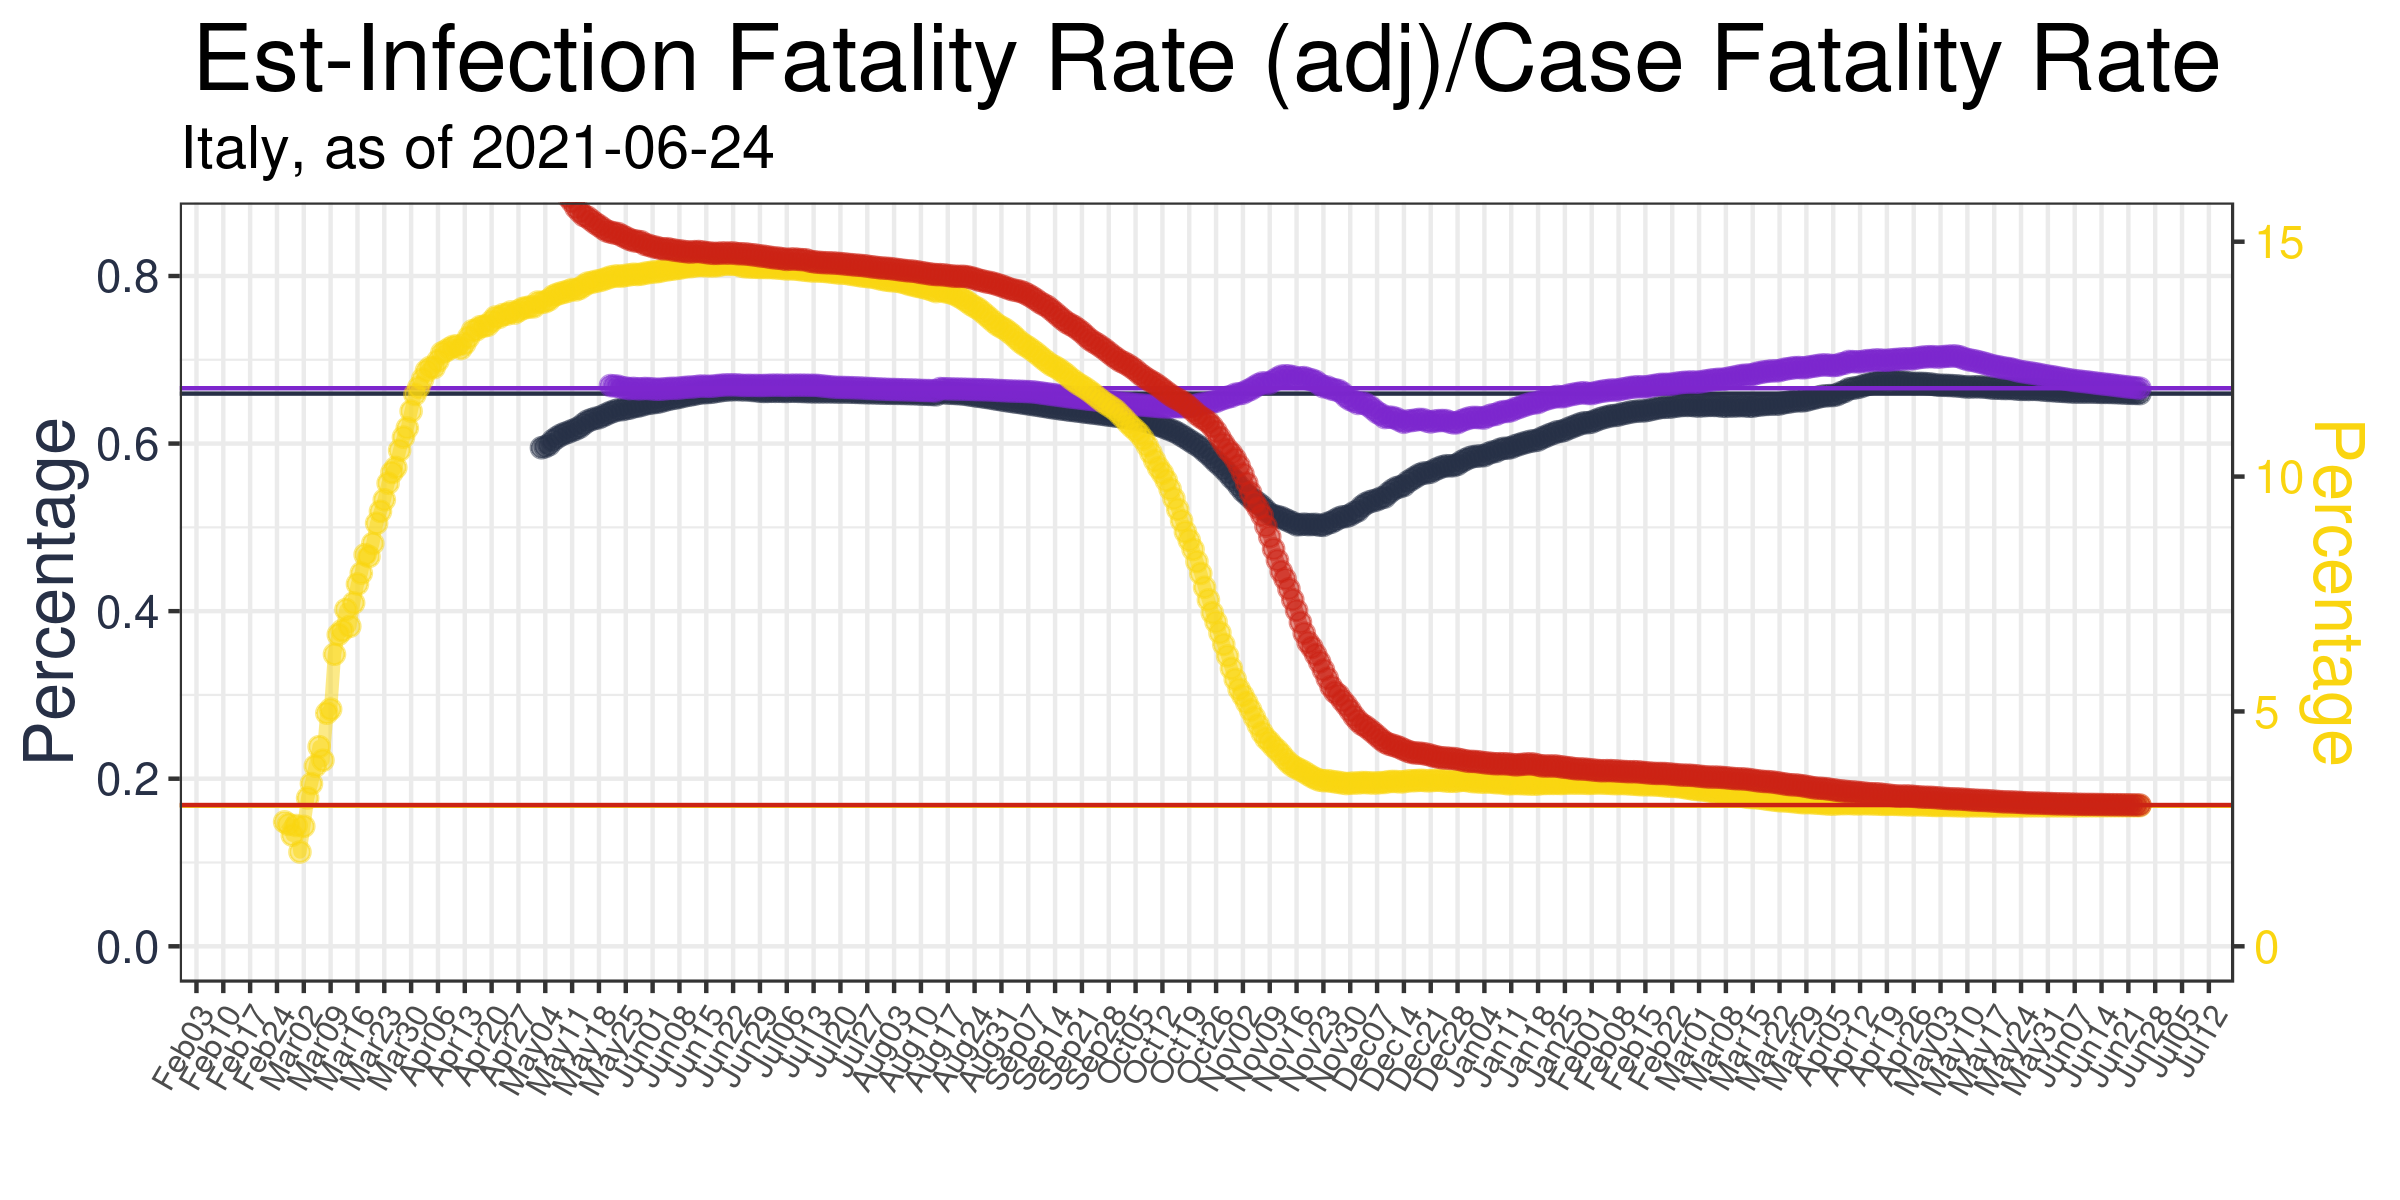 Est-Infection Fatality Rate (adj)/Case Fatality Rate
Italy, as of 2021-06-24
Percentage
0.8
0.6
0.4
0.2
0.0
15
10
5
0
Percentage
Feb03
Feb10
Feb17
Feb24
Mar02
Mar09
Mar16
Mar23
Mar30
Apr06
Apr13
Apr20
Apr27
May04
May11
May18
May25
Jun01
Jun08
Jun15
Jun22
Jun29
Jul06
Jul13
Jul20
Jul27
Aug03
Aug10
Aug17
Aug24
Aug31
Sep07
Sep14
Sep21
Sep28
Oct05
Oct12
Oct19
Oct26
Nov02
Nov09
Nov16
Nov23
Nov30
Dec07
Dec14
Dec21
Dec28
Jan04
Jan11
Jan18
Jan25
Feb01
Feb08
Feb15
Feb22
Mar01
Mar08
Mar15
Mar22
Mar29
Apr05
Apr12
Apr19
Apr26
May03
May10
May17
May24
May31
Jun07
Jun14
Jun21
Jun28
Jul05
Jul12